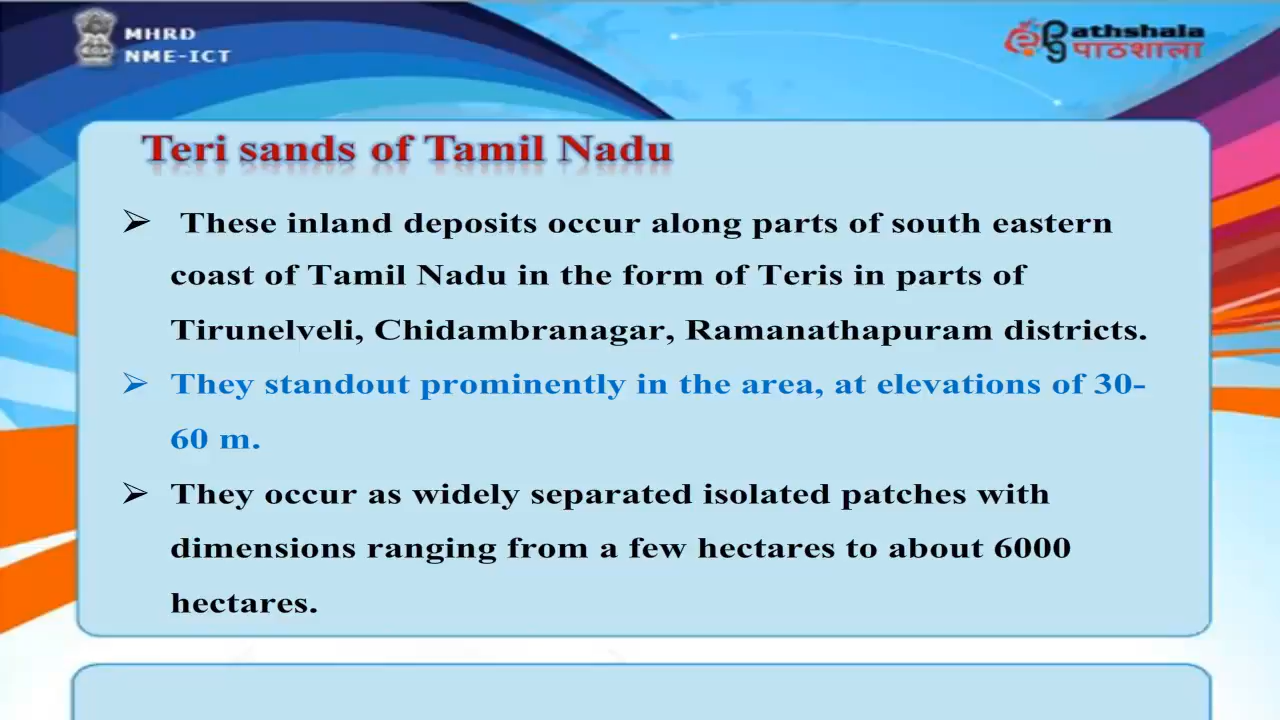 MHRD
NME-ICT
athshala
पाठशाला
Teri sands of Tamil Nadu
➢ These inland deposits occur along parts of south eastern
coast of Tamil Nadu in the form of Teris in parts of
Tirunelveli, Chidambranagar, Ramanathapuram districts.
➢ They standout prominently in the area, at elevations of 30-
60 m.
➢ They occur as widely separated isolated patches with
dimensions ranging from a few hectares to about 6000
hectares.